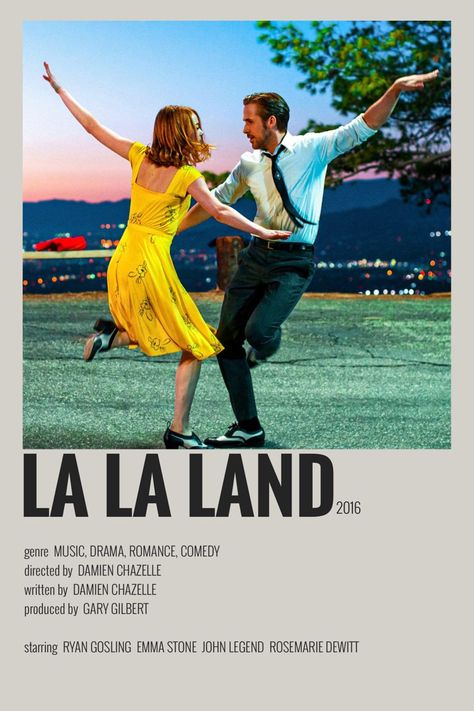 LA LA LAND 2016
genre MUSIC, DRAMA, ROMANCE, COMEDY
directed by DAMIEN CHAZELLE
written by DAMIEN CHAZELLE
produced by GARY GILBERT
starring RYAN GOSLING EMMA STONE JOHN LEGEND ROSEMARIE DEWITT